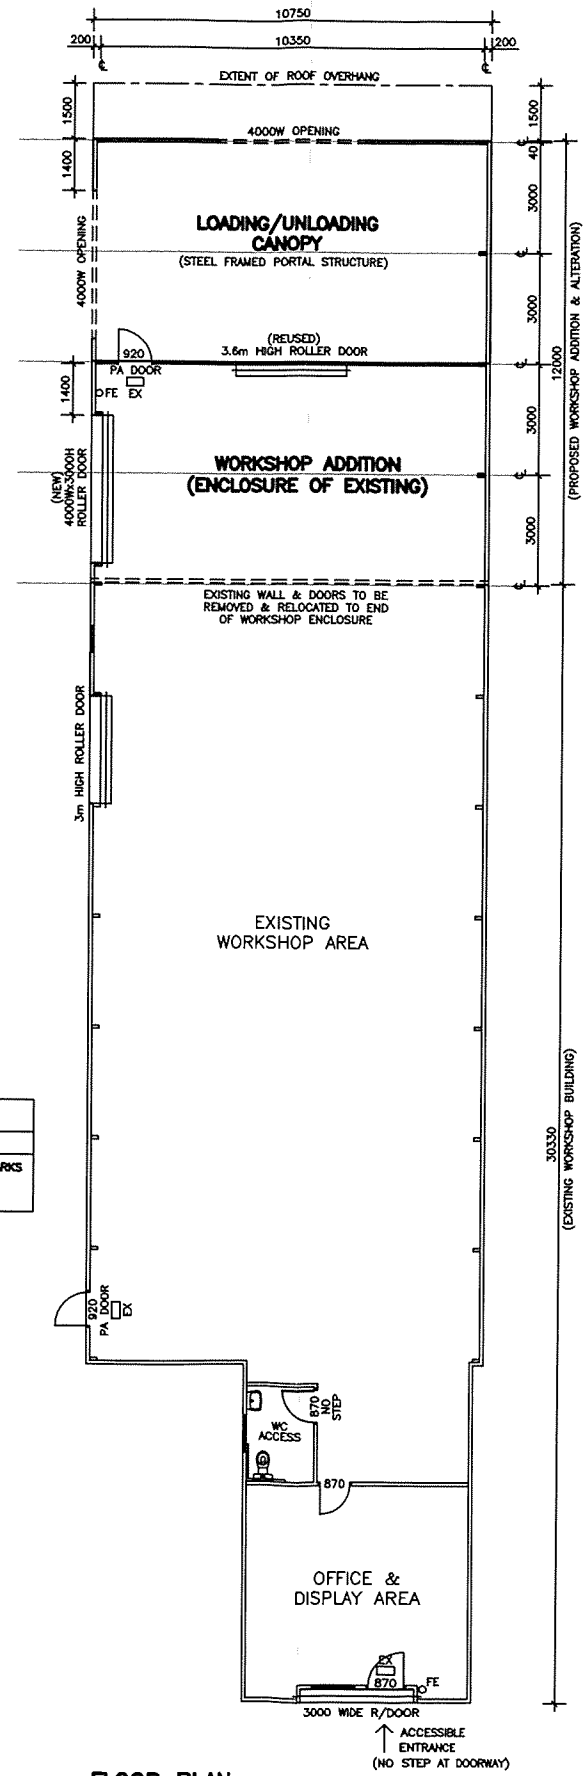 10750
200 10350 200
EXTENT OF ROOF OVERHANG
1500
1500
4000W OPENING
1400
40
3000
LOADING/UNLOADING
CANOPY
(STEEL FRAMED PORTAL STRUCTURE)
4000W OPENING
3000
(REUSED)
3.6m HIGH ROLLER DOOR
920
PA DOOR
FE EX
1400
12000
(PROPOSED WORKSHOP ADDITION & ALTERATION)
3000
WORKSHOP ADDITION
(ENCLOSURE OF EXISTING)
(NEW)
4000Wx3000H
ROLLER DOOR
3000
EXISTING WALL & DOORS TO BE
REMOVED & RELOCATED TO END
OF WORKSHOP ENCLOSURE
3m HIGH ROLLER DOOR
EXISTING
WORKSHOP AREA
30330
(EXISTING WORKSHOP BUILDING)
RKS
920
PA DOOR
EX
870
NO
STEP
WC
ACCESS
870
OFFICE &
DISPLAY AREA
EX
870
FE
3000 WIDE R/DOOR
ACCESSIBLE
ENTRANCE
(NO STEP AT DOORWAY)
FLOOR PLAN